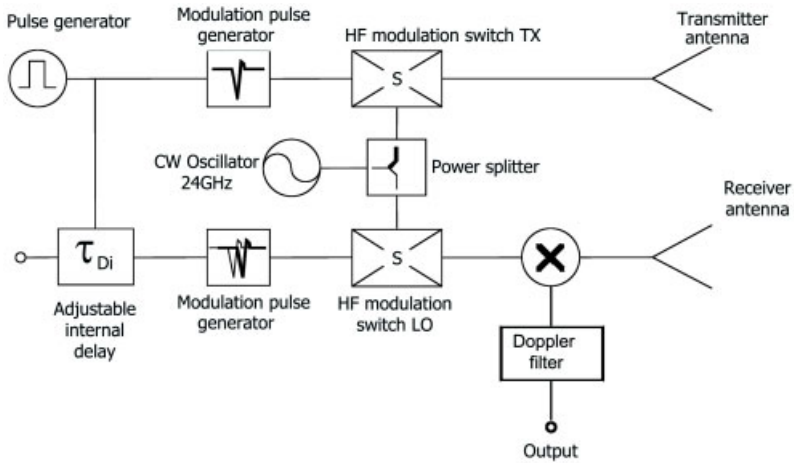 Pulse generator
Modulation pulse
generator
HF modulation switch TX
Transmitter
antenna
S
CW Oscillator
24GHz
Power splitter
Receiver
antenna
τDi
S
Adjustable
internal
delay
Modulation pulse
generator
HF modulation
switch LO
Doppler
filter
Output